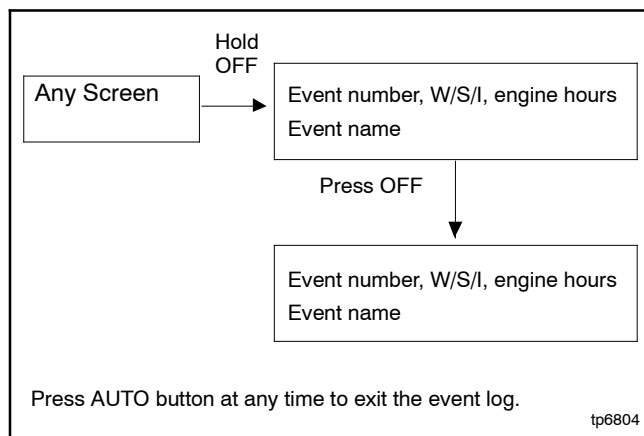 Hold
OFF
Any Screen
Event number, W/S/I, engine hours
Event name
Press OFF
Event number, W/S/I, engine hours
Event name
Press AUTO button at any time to exit the event log.
tp6804